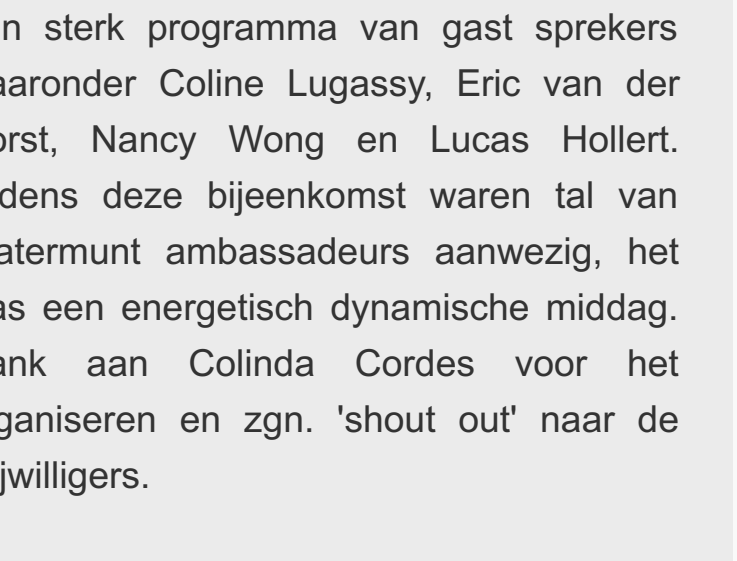 n sterk programma van gast sprekers
aaronder Coline Lugassy, Eric van der
orst, Nancy Wong en Lucas Hollert.
dens deze bijeenkomst waren tal van
atermunt ambassadeurs aanwezig, het
as een energetisch dynamische middag.
ank aan Colinda Cordes voor het
ganiseren en zgn. 'shout out' naar de
ijwilligers.